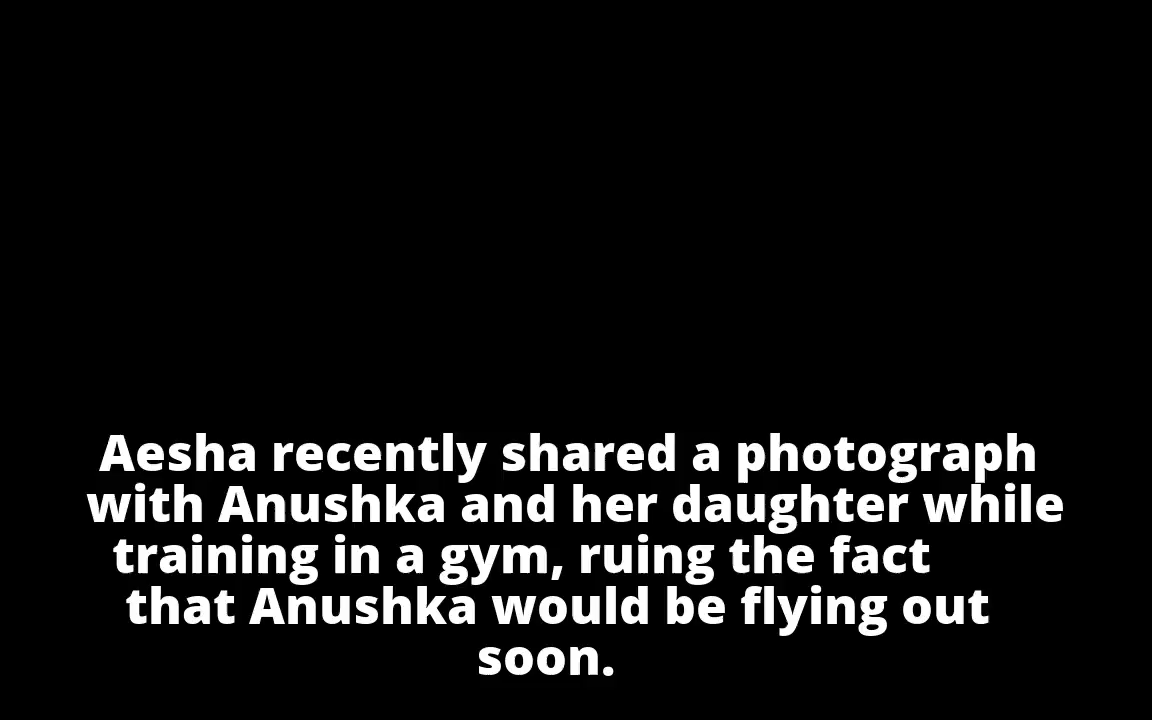 Aesha recently shared a photograph
with Anushka and her daughter while
training in a gym, ruing the fact
that Anushka would be flying out
soon.